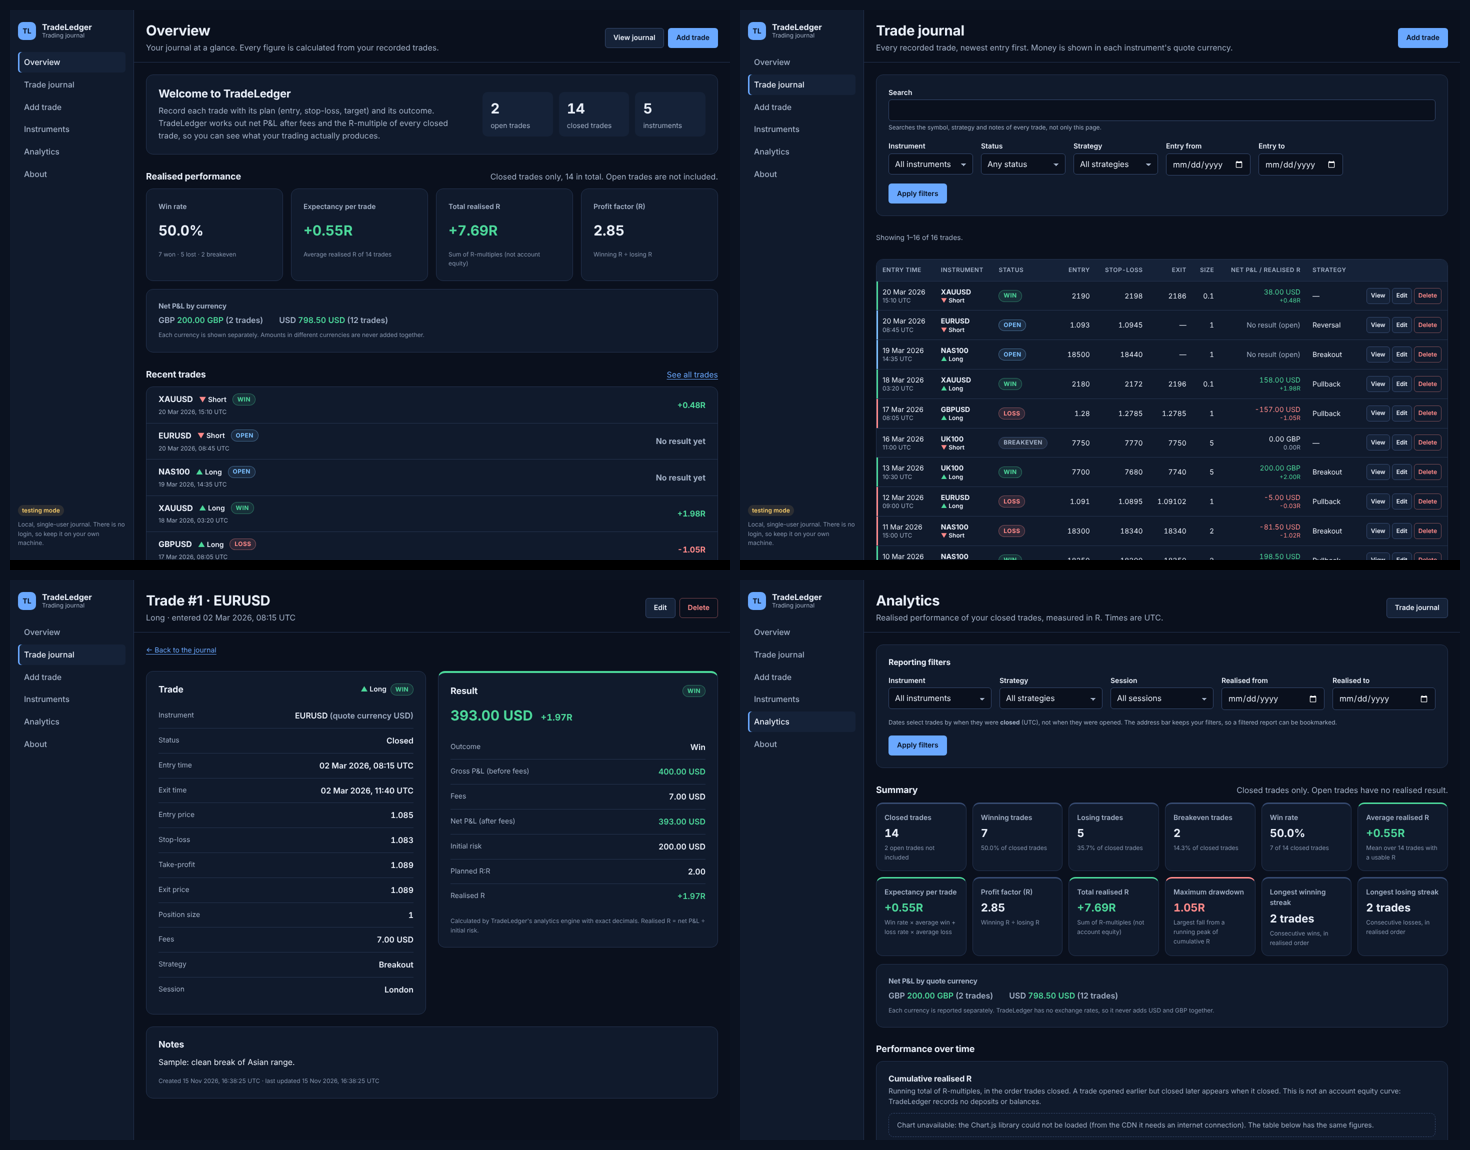 TL
TradeLedger
Trading journal
Overview
Trade journal
Add trade
Instruments
Analytics
About
testing mode
Local, single-user journal. There is no
login, so keep it on your own
machine.
Overview
Your journal at a glance. Every figure is calculated from your recorded trades.
View journal
Add trade
Welcome to TradeLedger
Record each trade with its plan (entry, stop-loss, target) and its outcome.
TradeLedger works out net P&L after fees and the R-multiple of every closed
trade, so you can see what your trading actually produces.
2
open trades
14
closed trades
5
instruments
Realised performance
Closed trades only, 14 in total. Open trades are not included.
Win rate
50.0%
7 won · 5 lost · 2 breakeven
Expectancy per trade
+0.55R
Average realised R of 14 trades
Total realised R
+7.69R
Sum of R-multiples (not account
equity)
Profit factor (R)
2.85
Winning R ÷ losing R
Net P&L by currency
GBP 200.00 GBP (2 trades) USD 798.50 USD (12 trades)
Each currency is shown separately. Amounts in different currencies are never added together.
Recent trades
See all trades
XAUUSD ▼ Short WIN
20 Mar 2026, 15:10 UTC
+0.48R
EURUSD ▼ Short OPEN
20 Mar 2026, 08:45 UTC
No result yet
NAS100 ▲ Long OPEN
19 Mar 2026, 14:35 UTC
No result yet
XAUUSD ▲ Long WIN
18 Mar 2026, 03:20 UTC
+1.98R
GBPUSD ▲ Long LOSS
17 Mar 2026, 08:05 UTC
-1.05R
TL
TradeLedger
Trading journal
Overview
Trade journal
Add trade
Instruments
Analytics
About
testing mode
Local, single-user journal. There is no
login, so keep it on your own
machine.
Trade journal
Every recorded trade, newest entry first. Money is shown in each instrument's quote currency.
Add trade
Search
Searches the symbol, strategy and notes of every trade, not only this page.
Instrument Status Strategy Entry from Entry to
All instruments Any status All strategies mm/dd/yyyy mm/dd/yyyy
Apply filters
Showing 1–16 of 16 trades.
ENTRY TIME INSTRUMENT STATUS ENTRY STOP-LOSS EXIT SIZE NET P&L / REALISED R STRATEGY
20 Mar 2026 XAUUSD WIN 2190 2198 2186 0.1 38.00 USD — View Edit Delete
15:10 UTC ▼ Short +0.48R
20 Mar 2026 EURUSD OPEN 1.093 1.0945 — 1 No result (open) Reversal View Edit Delete
08:45 UTC ▼ Short
19 Mar 2026 NAS100 OPEN 18500 18440 — 1 No result (open) Breakout View Edit Delete
14:35 UTC ▲ Long
18 Mar 2026 XAUUSD WIN 2180 2172 2196 0.1 158.00 USD Pullback View Edit Delete
03:20 UTC ▲ Long +1.98R
17 Mar 2026 GBPUSD LOSS 1.28 1.2785 1.2785 1 -157.00 USD Pullback View Edit Delete
08:05 UTC ▲ Long -1.05R
16 Mar 2026 UK100 BREAKEVEN 7750 7770 7750 5 0.00 GBP — View Edit Delete
11:00 UTC ▼ Short 0.00R
13 Mar 2026 UK100 WIN 7700 7680 7740 5 200.00 GBP Breakout View Edit Delete
10:30 UTC ▲ Long +2.00R
12 Mar 2026 EURUSD LOSS 1.091 1.0895 1.09102 1 -5.00 USD Pullback View Edit Delete
09:00 UTC ▲ Long -0.03R
11 Mar 2026 NAS100 LOSS 18300 18340 18340 2 -81.50 USD Breakout View Edit Delete
15:00 UTC ▼ Short -1.02R
10 Mar 2026 NAS100 198.50 USD
TL
TradeLedger
Trading journal
Overview
Trade journal
Add trade
Instruments
Analytics
About
Trade #1 · EURUSD
Long · entered 02 Mar 2026, 08:15 UTC
Edit
Delete
← Back to the journal
Trade ▲ Long WIN
Instrument EURUSD (quote currency USD)
Status Closed
Entry time 02 Mar 2026, 08:15 UTC
Exit time 02 Mar 2026, 11:40 UTC
Entry price 1.085
Stop-loss 1.083
Take-profit 1.089
Exit price 1.089
Position size 1
Fees 7.00 USD
Strategy Breakout
Session London
Result WIN
393.00 USD +1.97R
Outcome Win
Gross P&L (before fees) 400.00 USD
Fees 7.00 USD
Net P&L (after fees) 393.00 USD
Initial risk 200.00 USD
Planned R:R 2.00
Realised R +1.97R
Calculated by TradeLedger's analytics engine with exact decimals. Realised R = net P&L ÷
initial risk.
Notes
Sample: clean break of Asian range.
Created 15 Nov 2026, 16:38:25 UTC · last updated 15 Nov 2026, 16:38:25 UTC
TL
TradeLedger
Trading journal
Overview
Trade journal
Add trade
Instruments
Analytics
About
Analytics
Realised performance of your closed trades, measured in R. Times are UTC.
Trade journal
Reporting filters
Instrument Strategy Session Realised from Realised to
All instruments All strategies All sessions mm/dd/yyyy mm/dd/yyyy
Dates select trades by when they were closed (UTC), not when they were opened. The address bar keeps your filters, so a filtered report can be bookmarked.
Apply filters
Summary
Closed trades only. Open trades have no realised result.
Closed trades
14
2 open trades not
included
Winning trades
7
50.0% of closed trades
Losing trades
5
35.7% of closed trades
Breakeven trades
2
14.3% of closed trades
Win rate
50.0%
7 of 14 closed trades
Average realised R
+0.55R
Mean over 14 trades with
a usable R
Expectancy per trade
+0.55R
Win rate × average win +
loss rate × average loss
Profit factor (R)
2.85
Winning R ÷ losing R
Total realised R
+7.69R
Sum of R-multiples (not
account equity)
Maximum drawdown
1.05R
Largest fall from a
running peak of
cumulative R
Longest winning
streak
2 trades
Consecutive wins, in
realised order
Longest losing streak
2 trades
Consecutive losses, in
realised order
Net P&L by quote currency
GBP 200.00 GBP (2 trades) USD 798.50 USD (12 trades)
Each currency is reported separately. TradeLedger has no exchange rates, so it never adds USD and GBP together.
Performance over time
Cumulative realised R
Running total of R-multiples, in the order trades closed. A trade opened earlier but closed later appears when it closed. This is not an account equity curve:
TradeLedger records no deposits or balances.
Chart unavailable: the Chart.js library could not be loaded (from the CDN it needs an internet connection). The table below has the same figures.